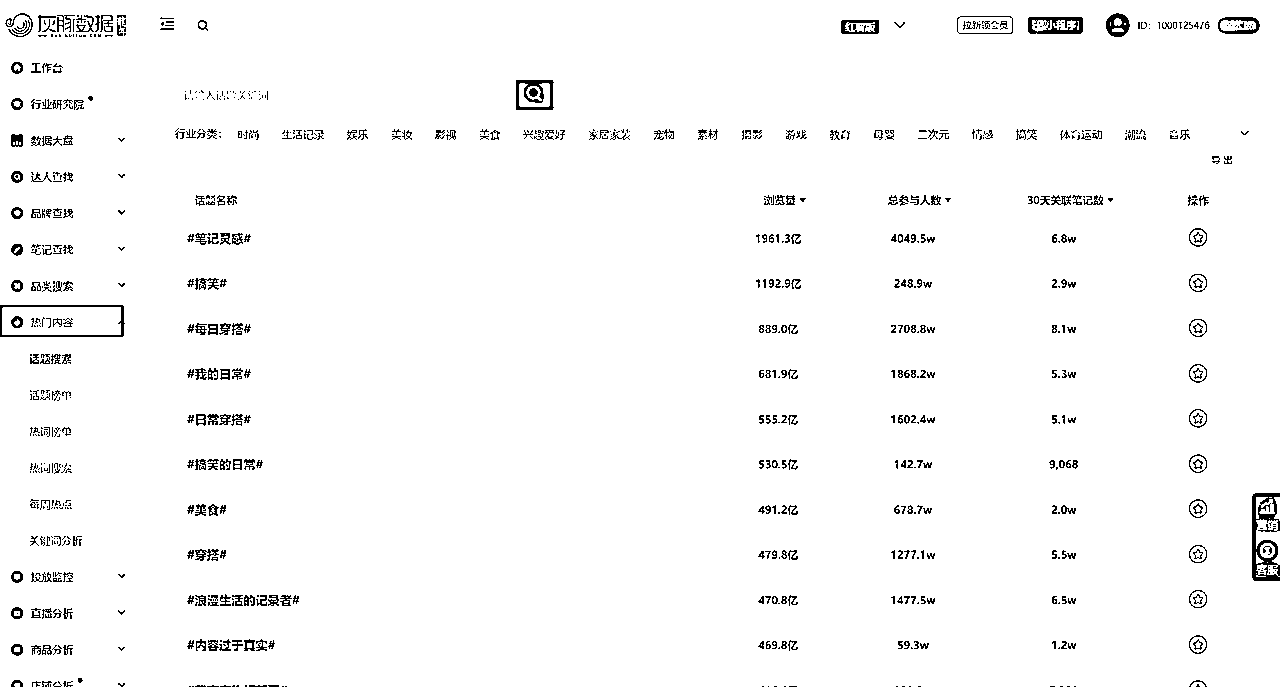 灰豚数据
ID: 1000125476
工作台
行业研究院
数据大盘
达人查找
品牌查找
笔记查找
品类搜索
热门内容
话题搜索
话题榜单
热词榜单
热词搜索
每周热点
关键词分析
投放监控
直播分析
商品分析
店铺分析
拉新领会员
请输入话题关键词
行业分类: 时尚 生活记录 娱乐 美妆 影视 美食 兴趣爱好 家居家装 宠物 素材 摄影 游戏 教育 母婴 二次元 情感 搞笑 体育运动 潮流 音乐
导出
话题名称 浏览量 总参与人数 30天关联笔记数 操作
#笔记灵感# 1961.3亿 4049.5w 6.8w
#搞笑# 1192.9亿 248.9w 2.9w
#每日穿搭# 889.0亿 2708.8w 8.1w
#我的日常# 681.9亿 1868.2w 5.3w
#日常穿搭# 555.2亿 1602.4w 5.1w
#搞笑的日常# 530.5亿 142.7w 9,068
#美食# 491.2亿 678.7w 2.0w
#穿搭# 479.8亿 1277.1w 5.5w
#浪漫生活的记录者# 470.8亿 1477.5w 6.5w
#内容过于真实# 469.8亿 59.3w 1.2w
客服